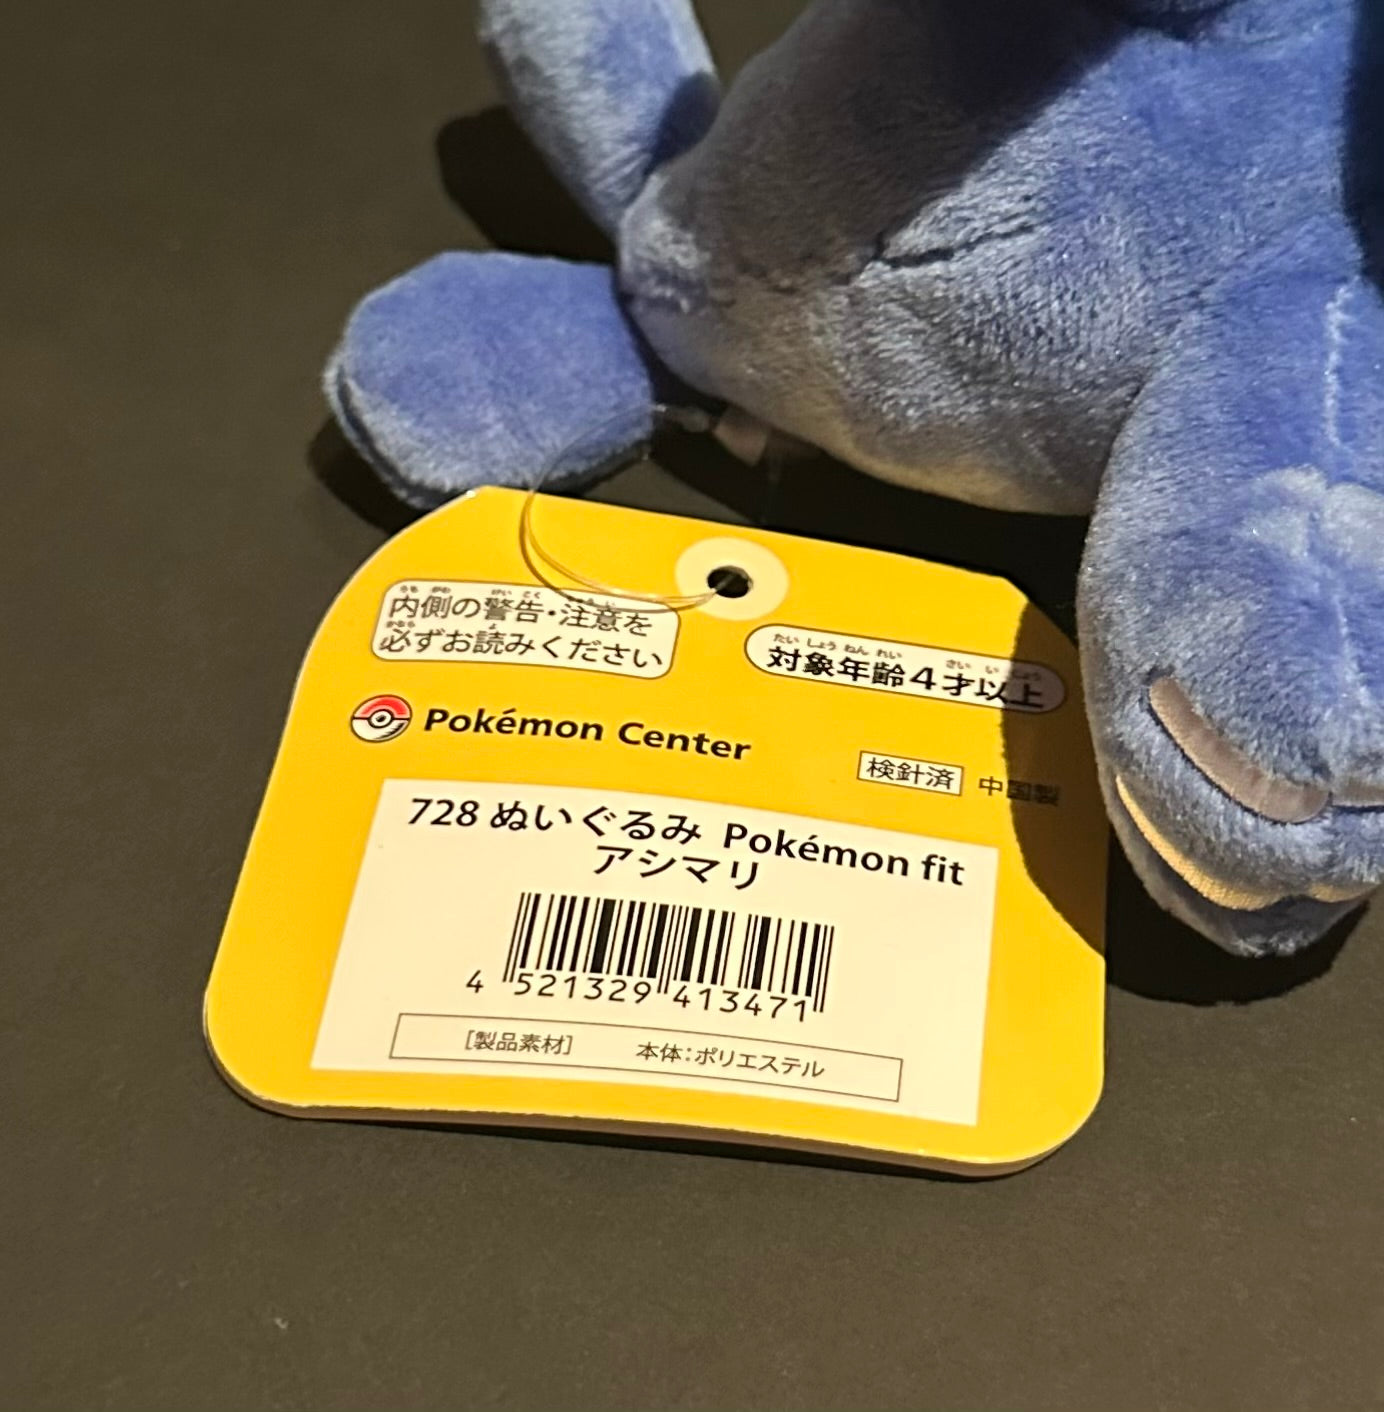 内側の警告・注意を
必ずお読みください
対象年齢4才以上
Pokémon Center
検針済 中国製
728 ぬいぐるみ Pokémon fit
アシマリ
4 521329 413471
[製品素材] 本体:ポリエステル